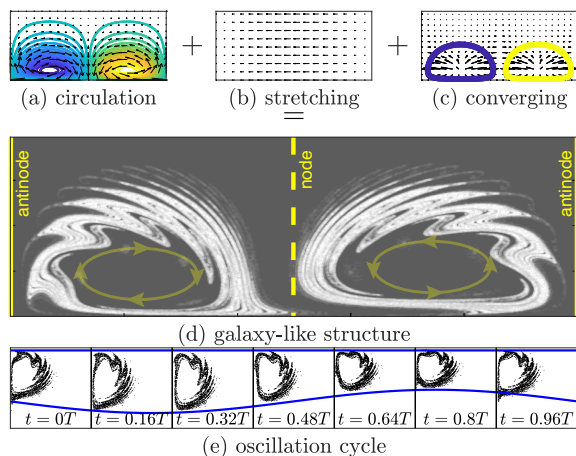 + +
(a) circulation (b) stretching (c) converging
=
antinode node antinode
(d) galaxy-like structure
t = 0T t = 0.16T t = 0.32T t = 0.48T t = 0.64T t = 0.8T t = 0.96T
(e) oscillation cycle